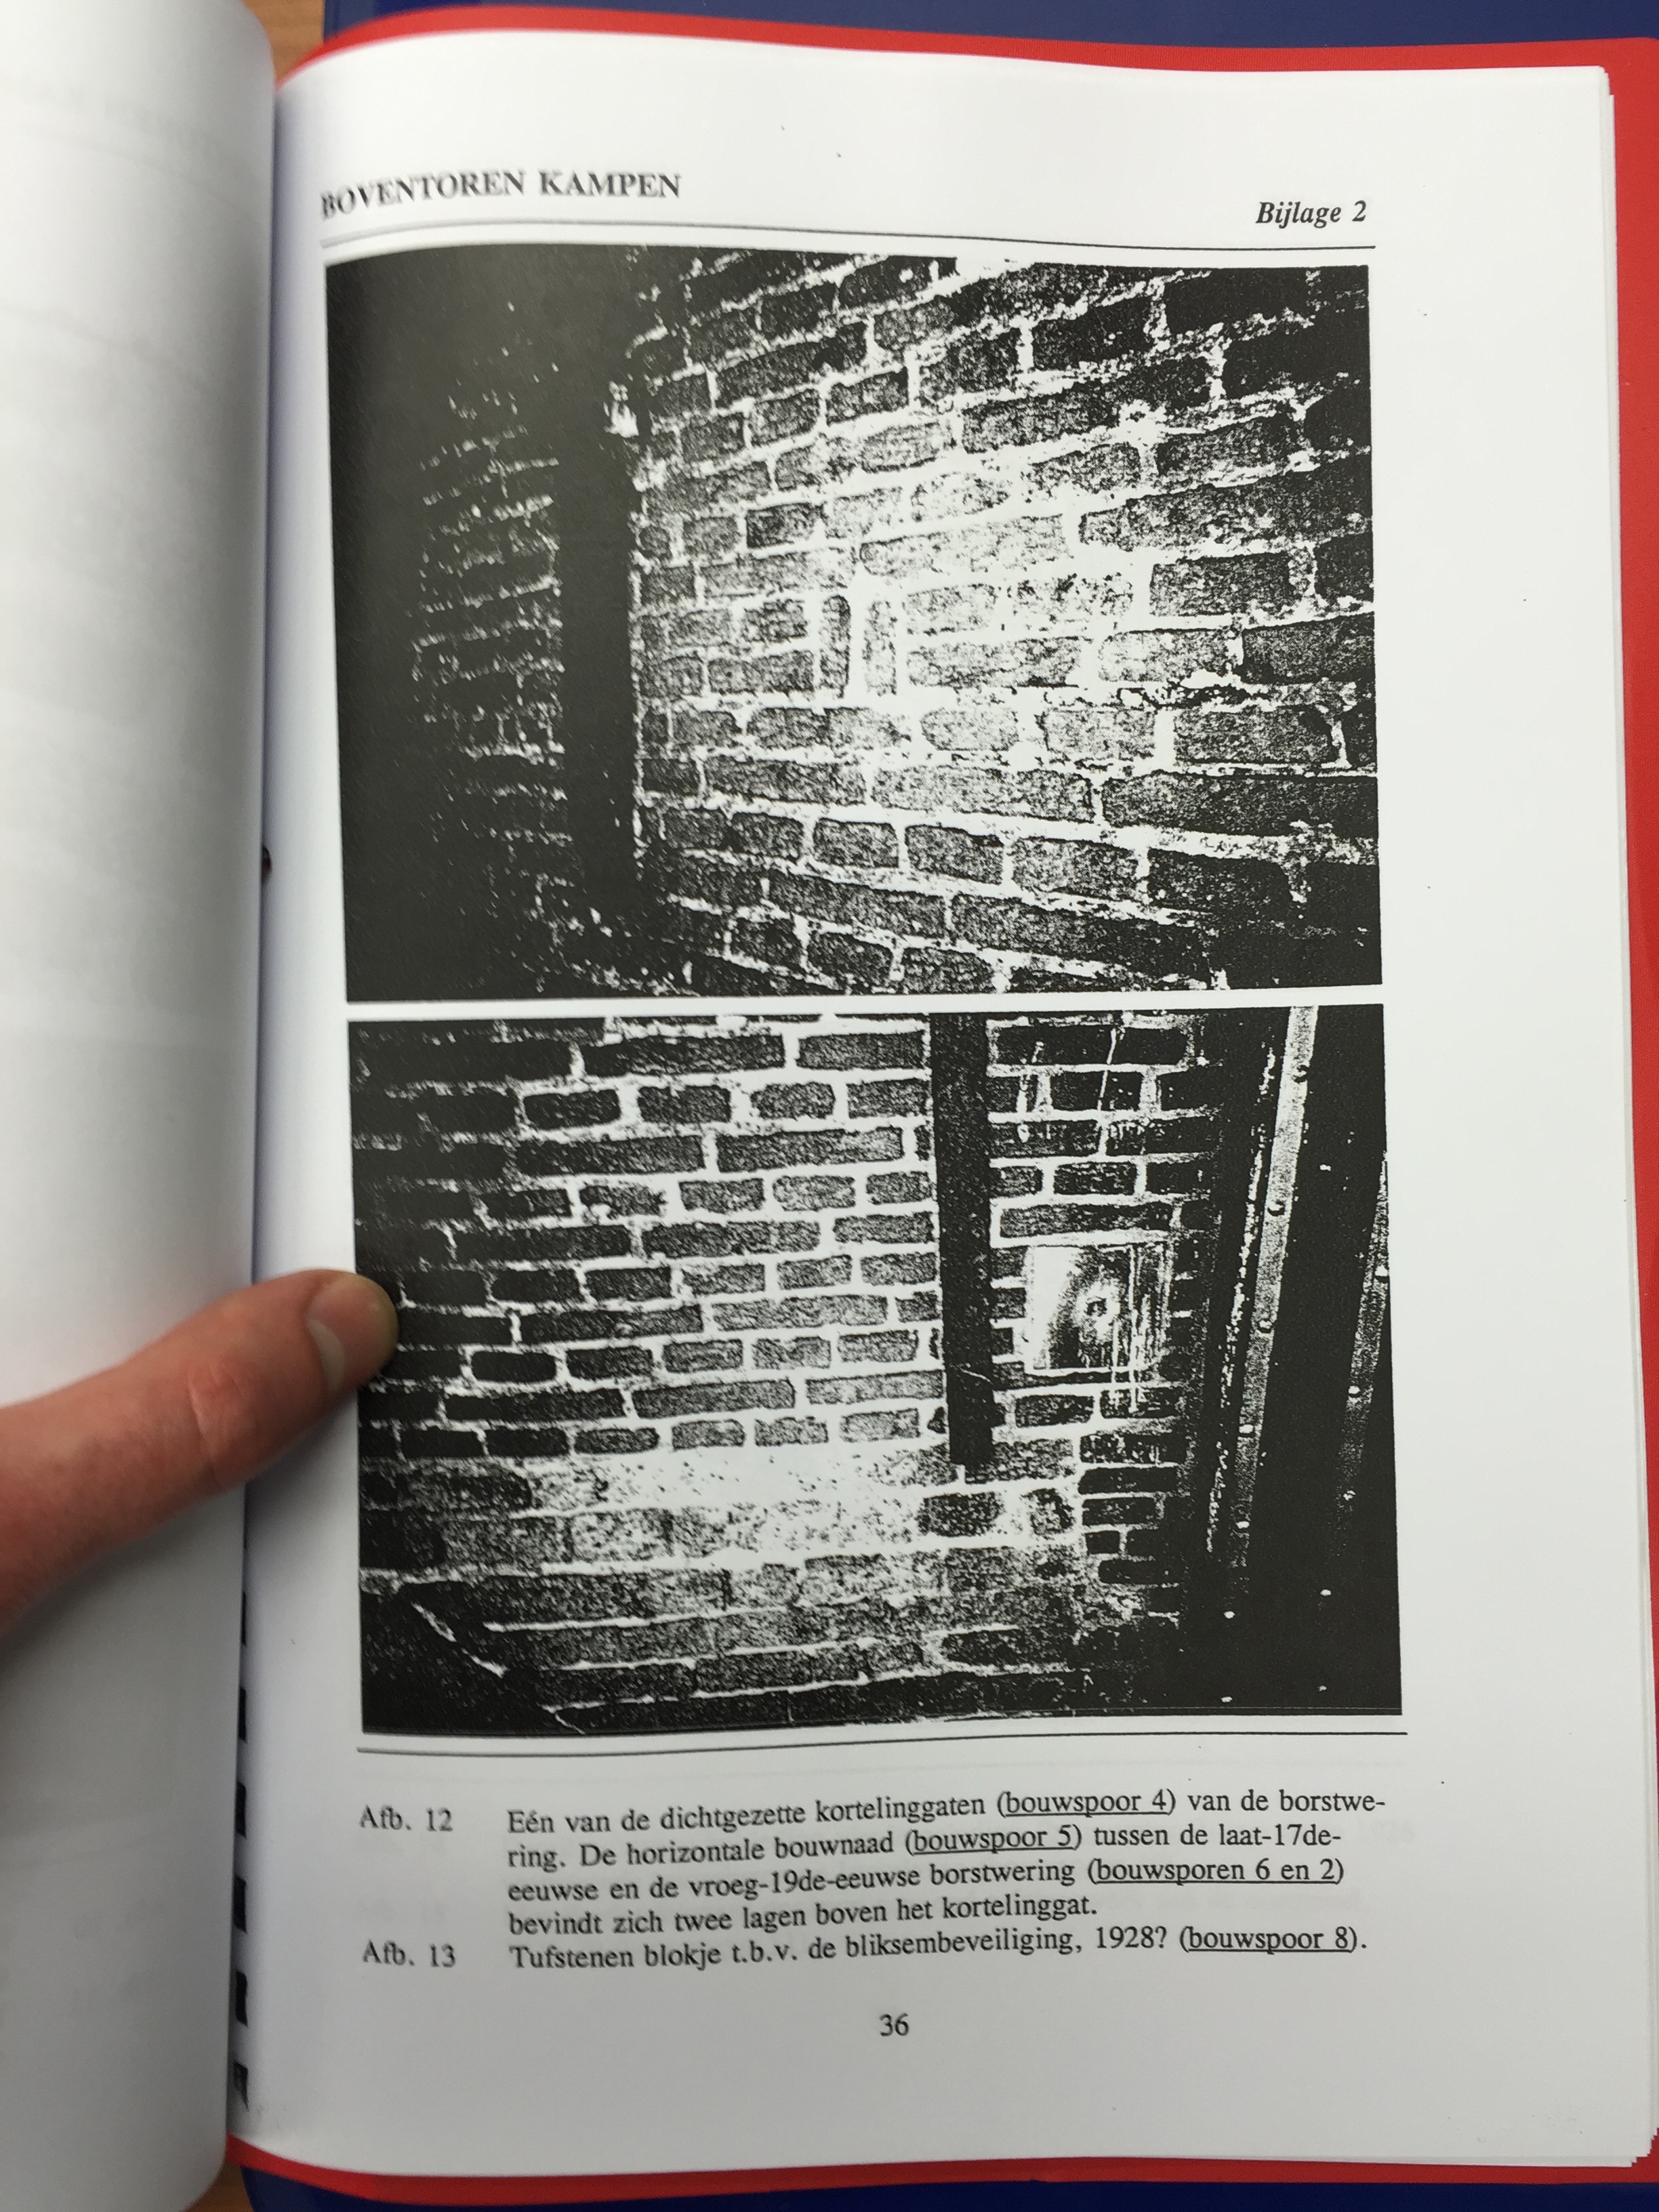 BOVENTOREN KAMPEN
Bijlage 2
Afb. 12 Eén van de dichtgezette kortelinggaten (bouwspoor 4) van de borstwe-
ring. De horizontale bouwnaad (bouwspoor 5) tussen de laat-17de-
eeuwse en de vroeg-19de-eeuwse borstwering (bouwsporen 6 en 2)
bevindt zich twee lagen boven het kortelinggat.
Afb. 13 Tufstenen blokje t.b.v. de bliksembeveiliging, 1928? (bouwspoor 8).
36